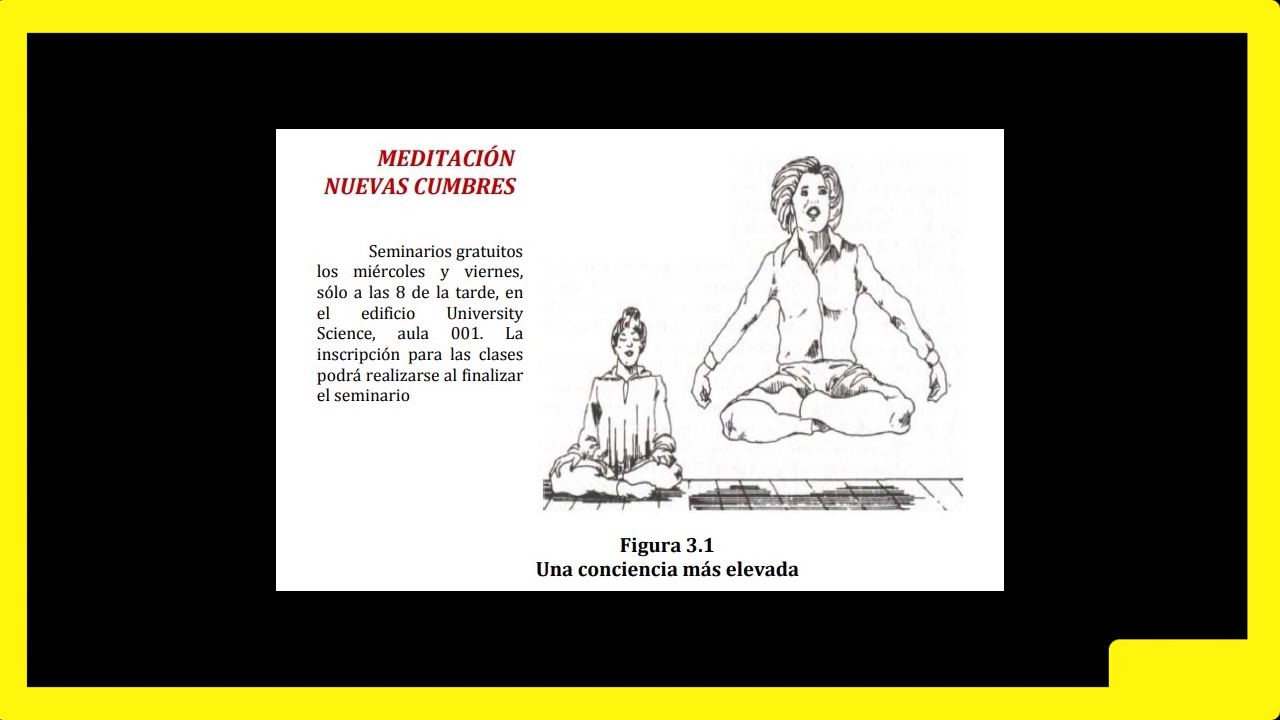 MEDITACIÓN
NUEVAS CUMBRES
Seminarios gratuitos
los miércoles y viernes,
sólo a las 8 de la tarde, en
el edificio University
Science, aula 001. La
inscripción para las clases
podrá realizarse al finalizar
el seminario
Figura 3.1
Una conciencia más elevada